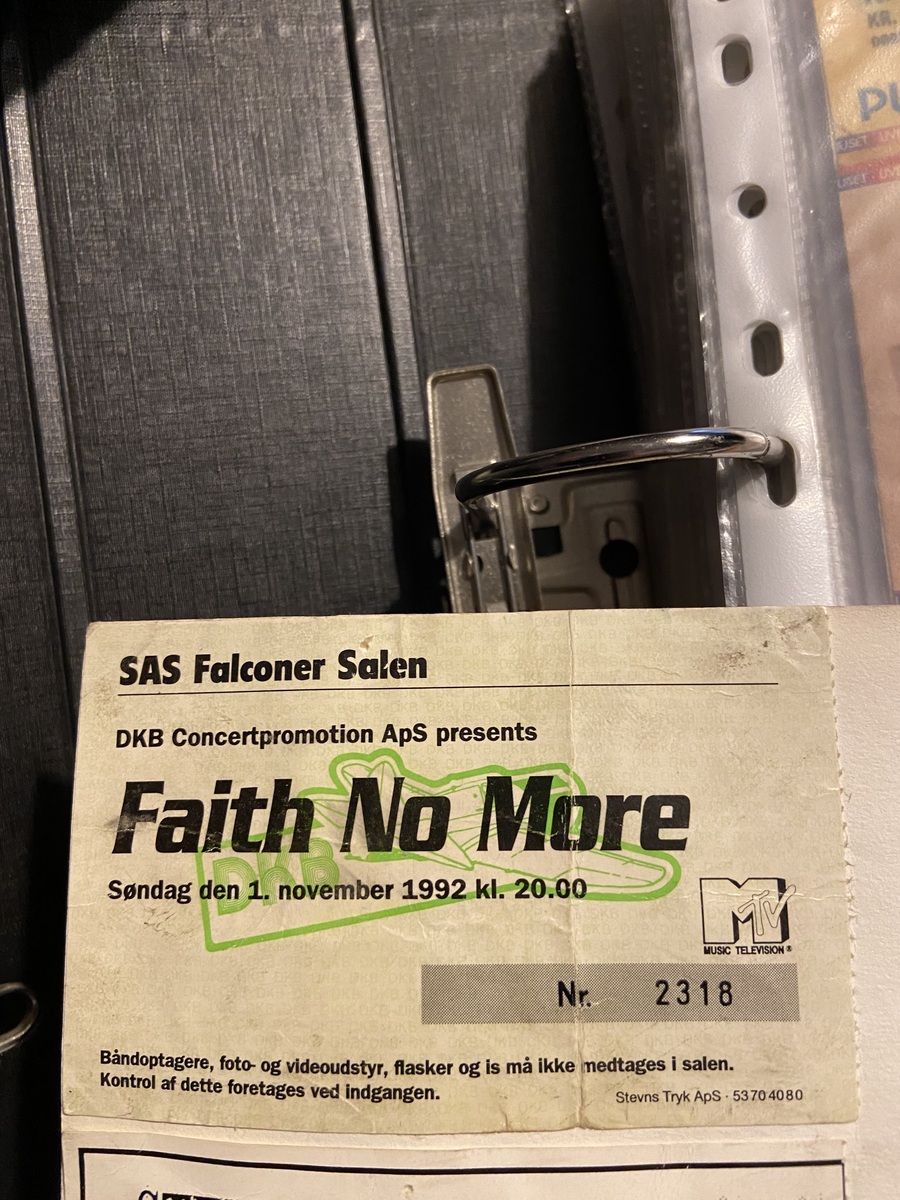 KR.
PU
SAS Falconer Salen
DKB Concertpromotion ApS presents
Faith No More
DKB
Søndag den 1. november 1992 kl. 20.00
MTV
MUSIC TELEVISION®
Nr. 2318
Båndoptagere, foto- og videoudstyr, flasker og is må ikke medtages i salen.
Kontrol af dette foretages ved indgangen.
Stevns Tryk ApS · 53704080